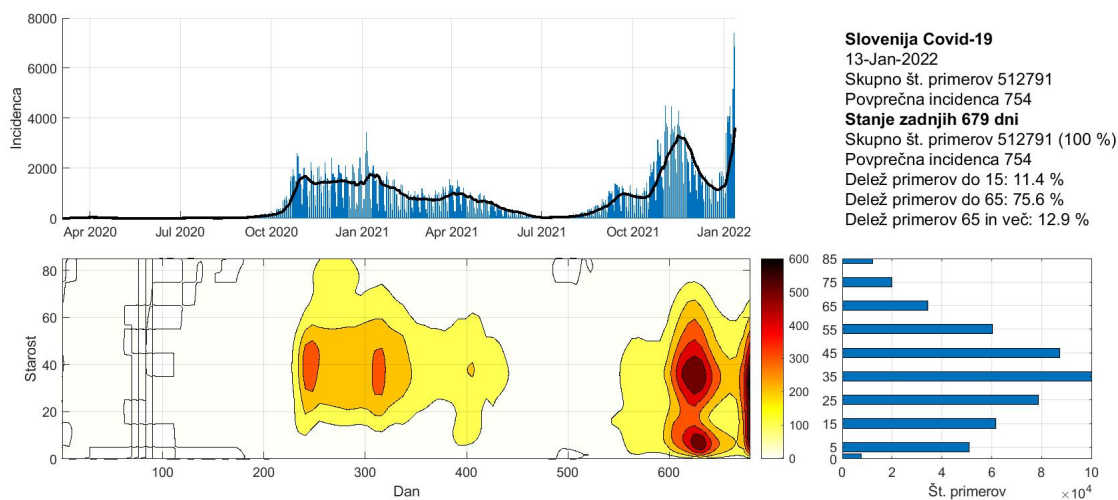 8000
6000
4000
2000
0
Incidenca
Apr 2020 Jul 2020 Oct 2020 Jan 2021 Apr 2021 Jul 2021 Oct 2021 Jan 2022
Slovenija Covid-19
13-Jan-2022
Skupno št. primerov 512791
Povprečna incidenca 754
Stanje zadnjih 679 dni
Skupno št. primerov 512791 (100 %)
Povprečna incidenca 754
Delež primerov do 15: 11.4 %
Delež primerov do 65: 75.6 %
Delež primerov 65 in več: 12.9 %
80
60
40
20
0
Starost
100 200 300 400 500 600
Dan
600
500
400
300
200
100
0
85
75
65
55
45
35
25
15
5
0
0 2 4 6 8 10
Št. primerov
×10⁴